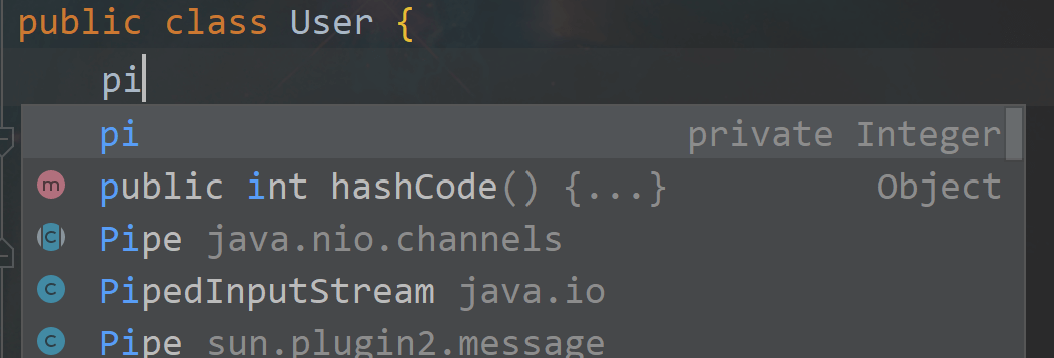 public class User {
pi
pi private Integer
m public int hashCode() {...} Object
C Pipe java.nio.channels
C PipedInputStream java.io
C Pipe sun.plugin2.message